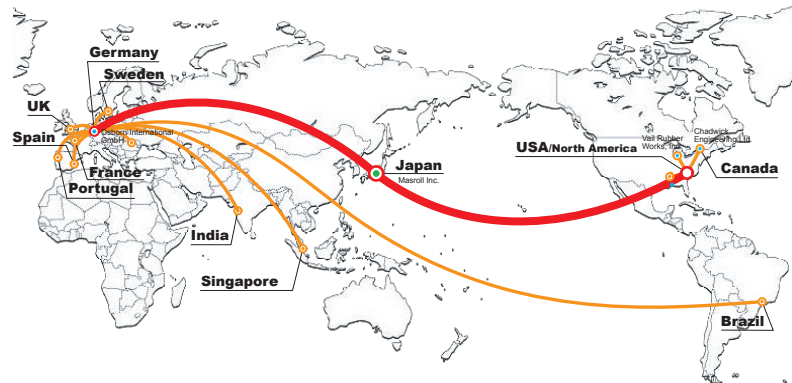 Germany
Sweden
UK
Osborn International
GmbH
Spain
France
Portugal
India
Singapore
Japan
Masroll Inc.
USA/North America
Vail Rubber
Works, Inc.
Chadwick
Engineering Ltd.
Canada
Brazil